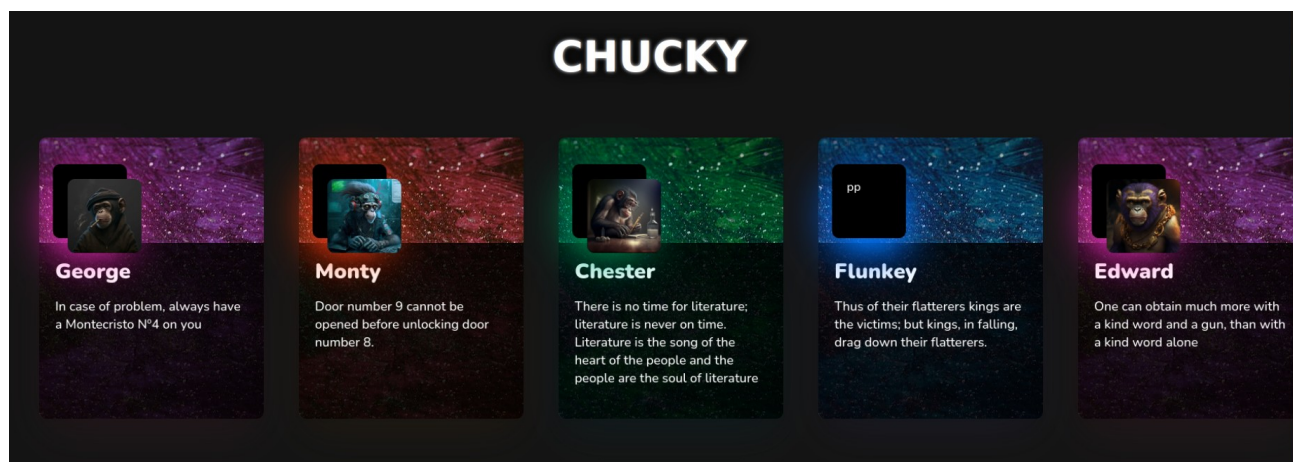 CHUCKY
George
In case of problem, always have
a Montecristo Nº4 on you
Monty
Door number 9 cannot be
opened before unlocking door
number 8.
Chester
There is no time for literature;
literature is never on time.
Literature is the song of the
heart of the people and the
people are the soul of literature
pp
Flunkey
Thus of their flatterers kings are
the victims; but kings, in falling,
drag down their flatterers.
Edward
One can obtain much more with
a kind word and a gun, than with
a kind word alone